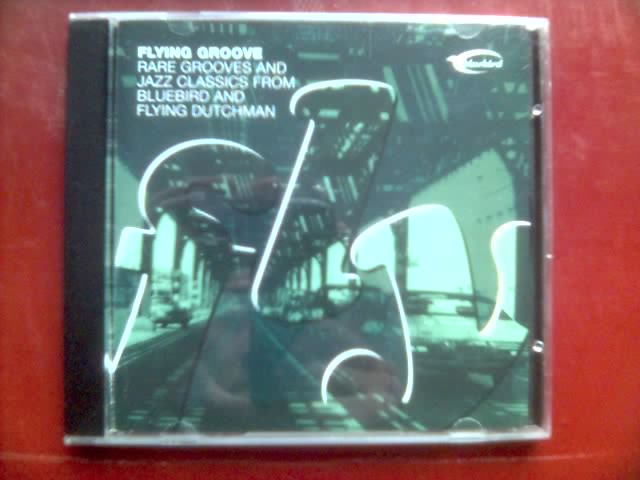 FLYING GROOVE
RARE GROOVES AND
JAZZ CLASSICS FROM
BLUEBIRD AND
FLYING DUTCHMAN